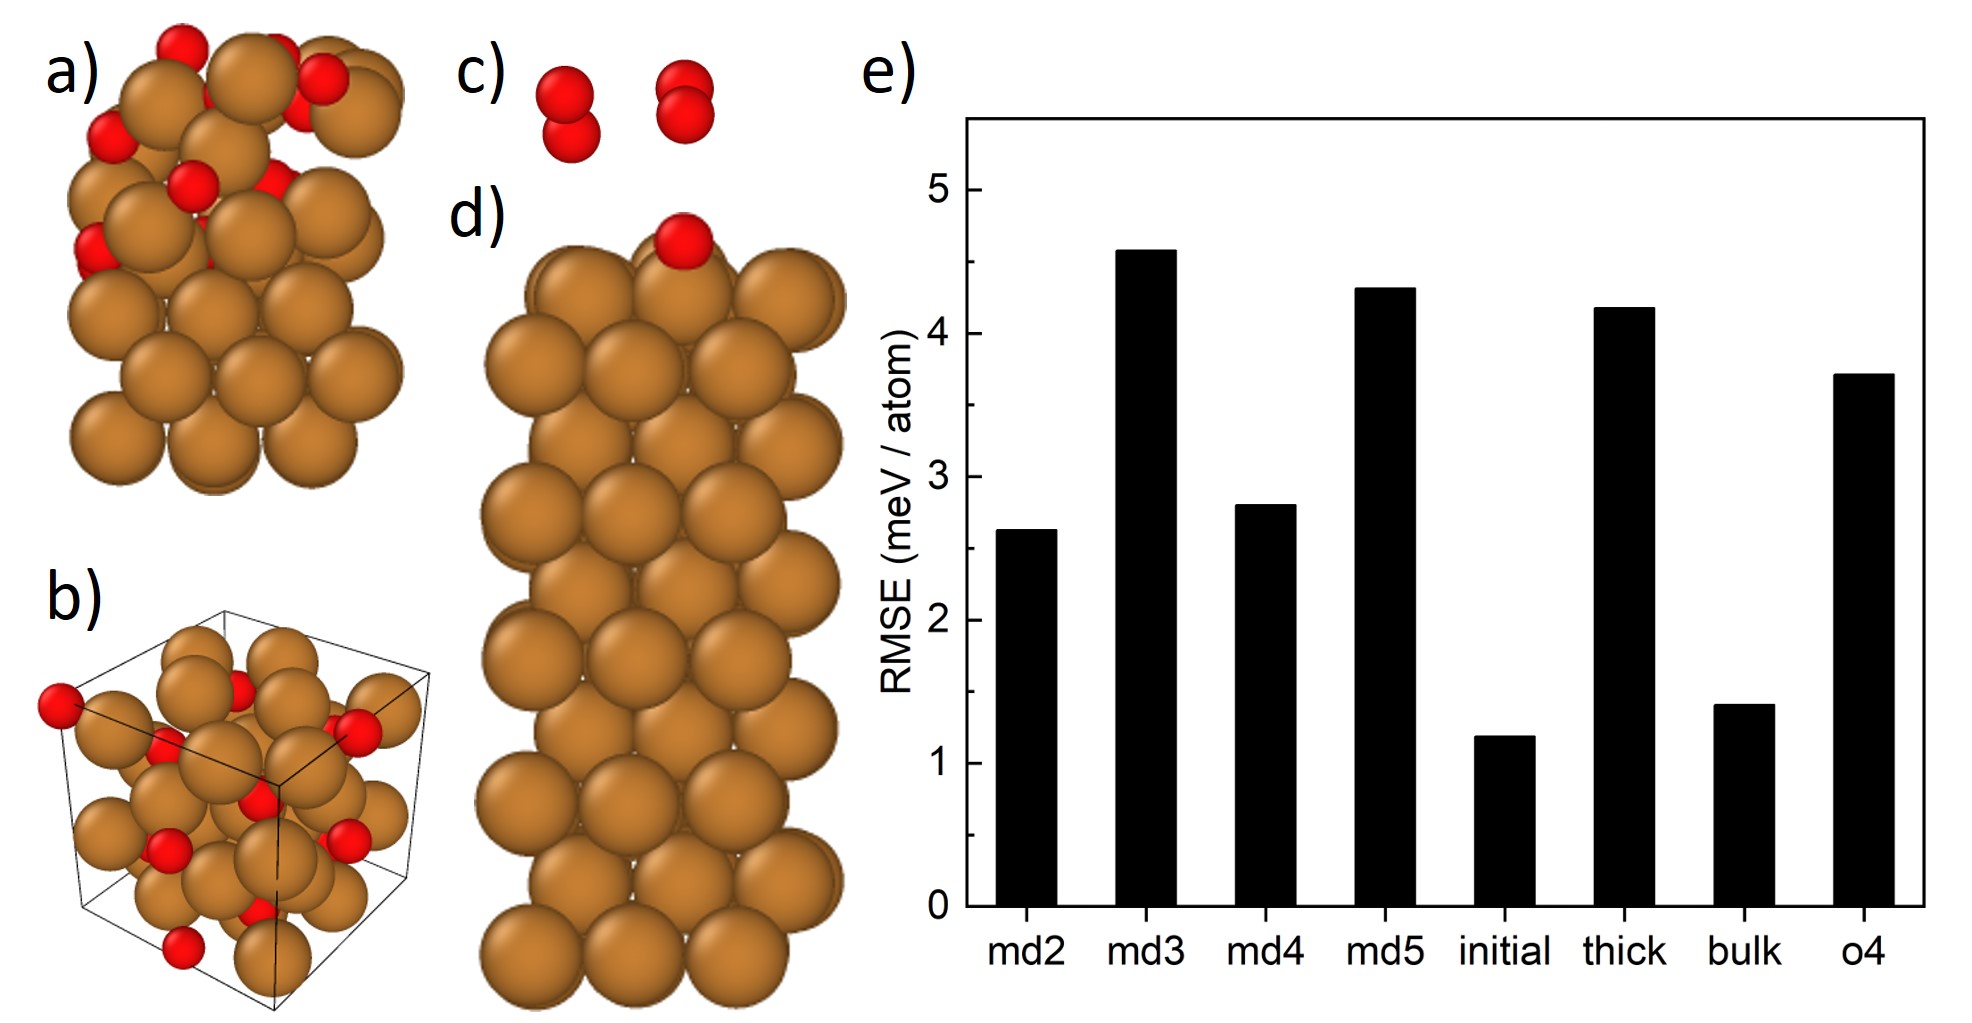 a)
b)
c)
d)
e)
RMSE (meV / atom)
5
4
3
2
1
0
md2 md3 md4 md5 initial thick bulk o4